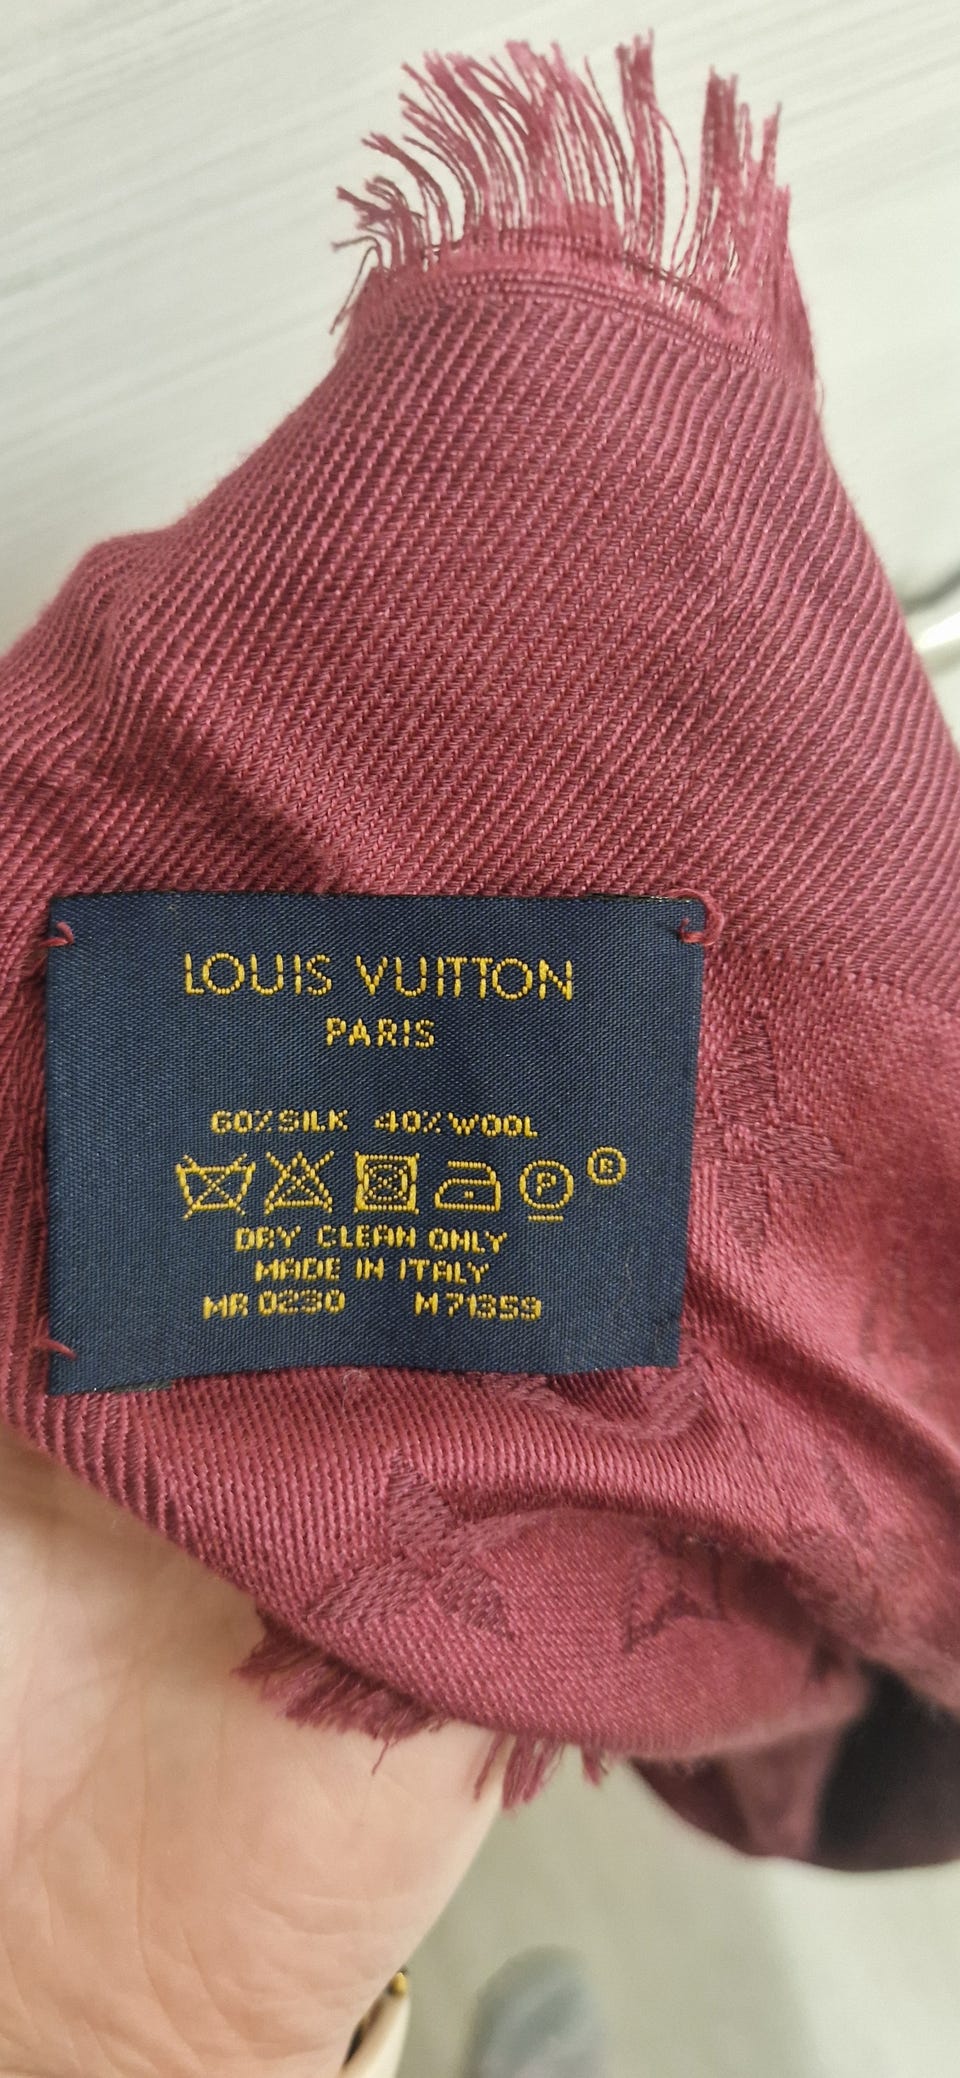 LOUIS VUITTON
PARIS
60% SILK 40% WOOL
P ®
DRY CLEAN ONLY
MADE IN ITALY
MR 0230 M71359